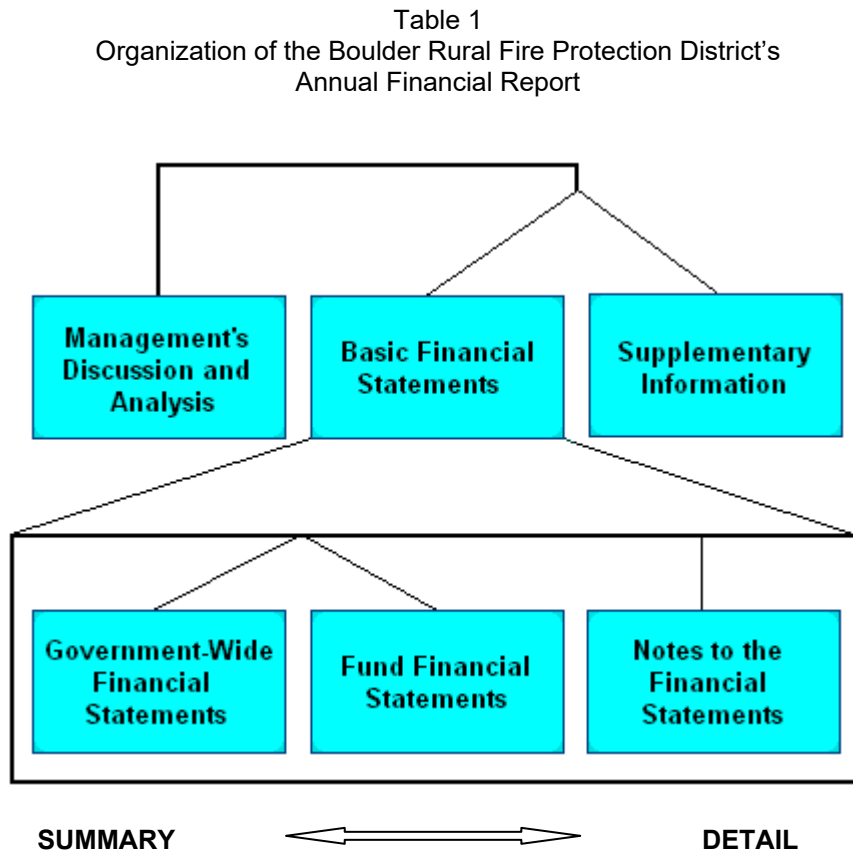 Table 1
Organization of the Boulder Rural Fire Protection District’s
Annual Financial Report
Management's
Discussion and
Analysis
Basic Financial
Statements
Supplementary
Information
Government-Wide
Financial
Statements
Fund Financial
Statements
Notes to the
Financial
Statements
SUMMARY
DETAIL